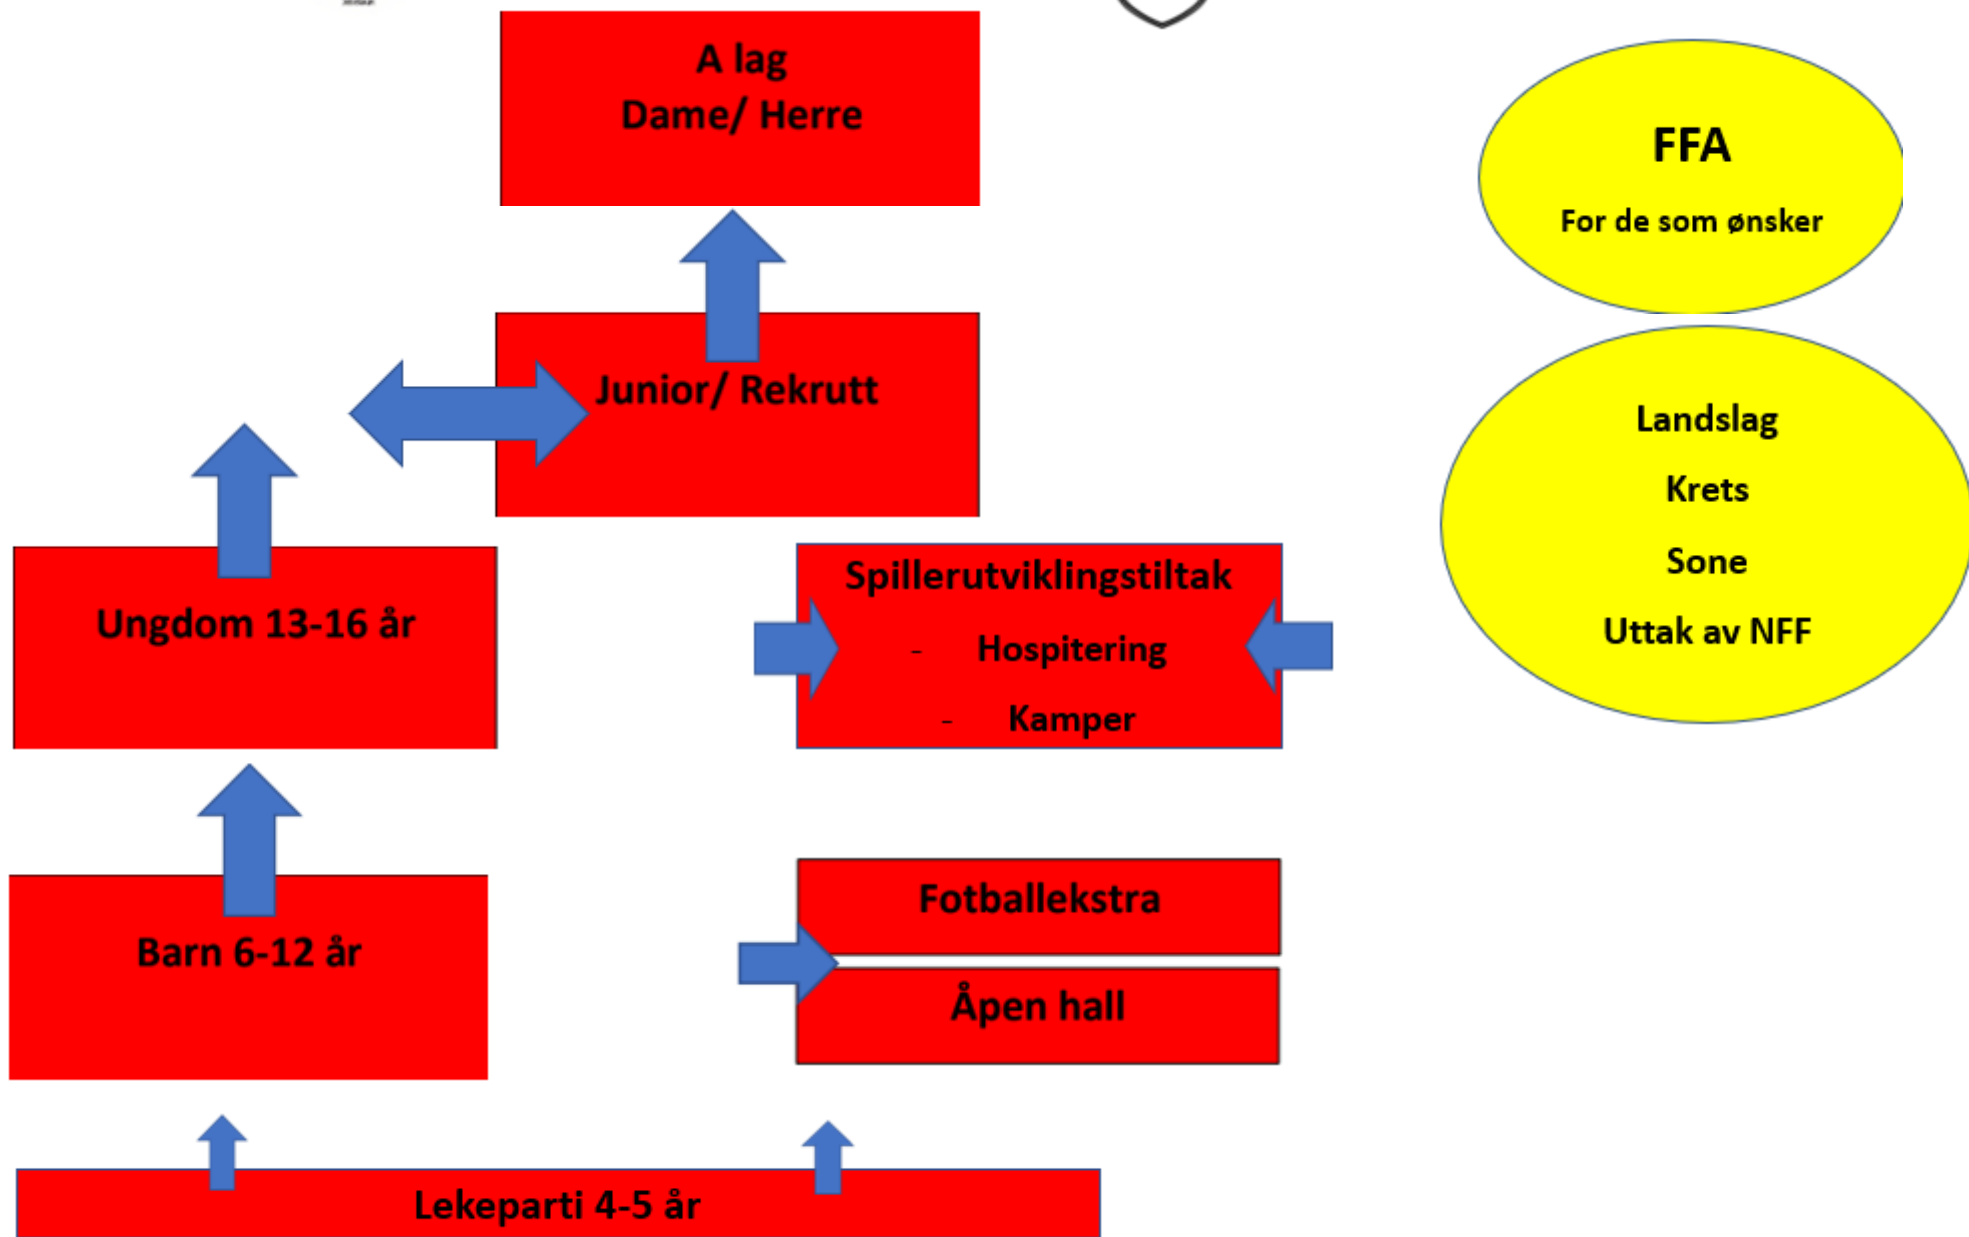 A lag
Dame/ Herre
FFA
For de som ønsker
Junior/ Rekrutt
Landslag
Krets
Sone
Uttak av NFF
Ungdom 13-16 år
Spillerutviklingstiltak
- Hospitering
- Kamper
Barn 6-12 år
Fotballekstra
Åpen hall
Lekeparti 4-5 år